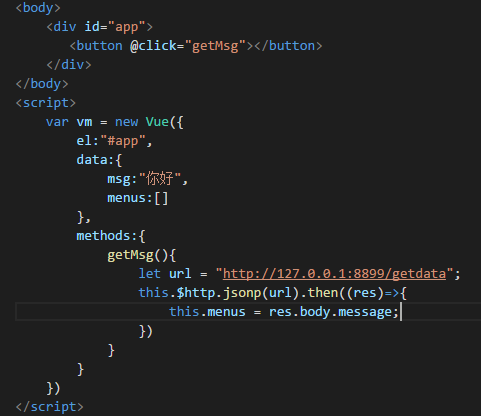 <body>
    <div id="app">
        <button @click="getMsg"></button>
    </div>
</body>
<script>
    var vm = new Vue({
        el:"#app",
        data:{
            msg:"你好",
            menus:[]
        },
        methods:{
            getMsg(){
                let url = "http://127.0.0.1:8899/getdata";
                this.$http.jsonp(url).then((res)=>{
                    this.menus = res.body.message;
                })
            }
        }
    })
</script>